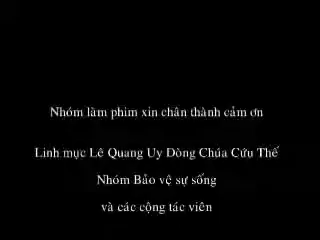 Nhóm làm phim xin chân thành cảm ơn
Linh mục Lê Quang Uy Dòng Chúa Cứu Thế
Nhóm Bảo vệ sự sống
và các cộng tác viên